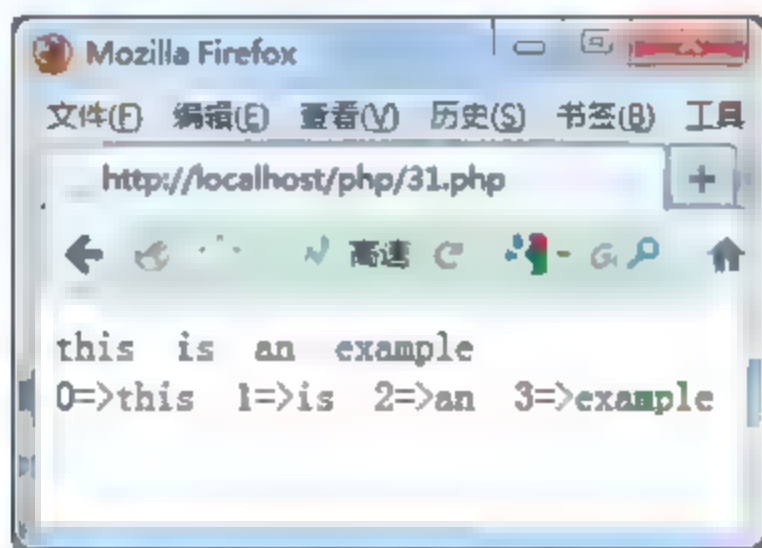 Mozilla Firefox
文件(F) 编辑(E) 查看(V) 历史(S) 书签(B) 工具
http://localhost/php/31.php +
高速 C G
this is an example
0=>this 1=>is 2=>an 3=>example